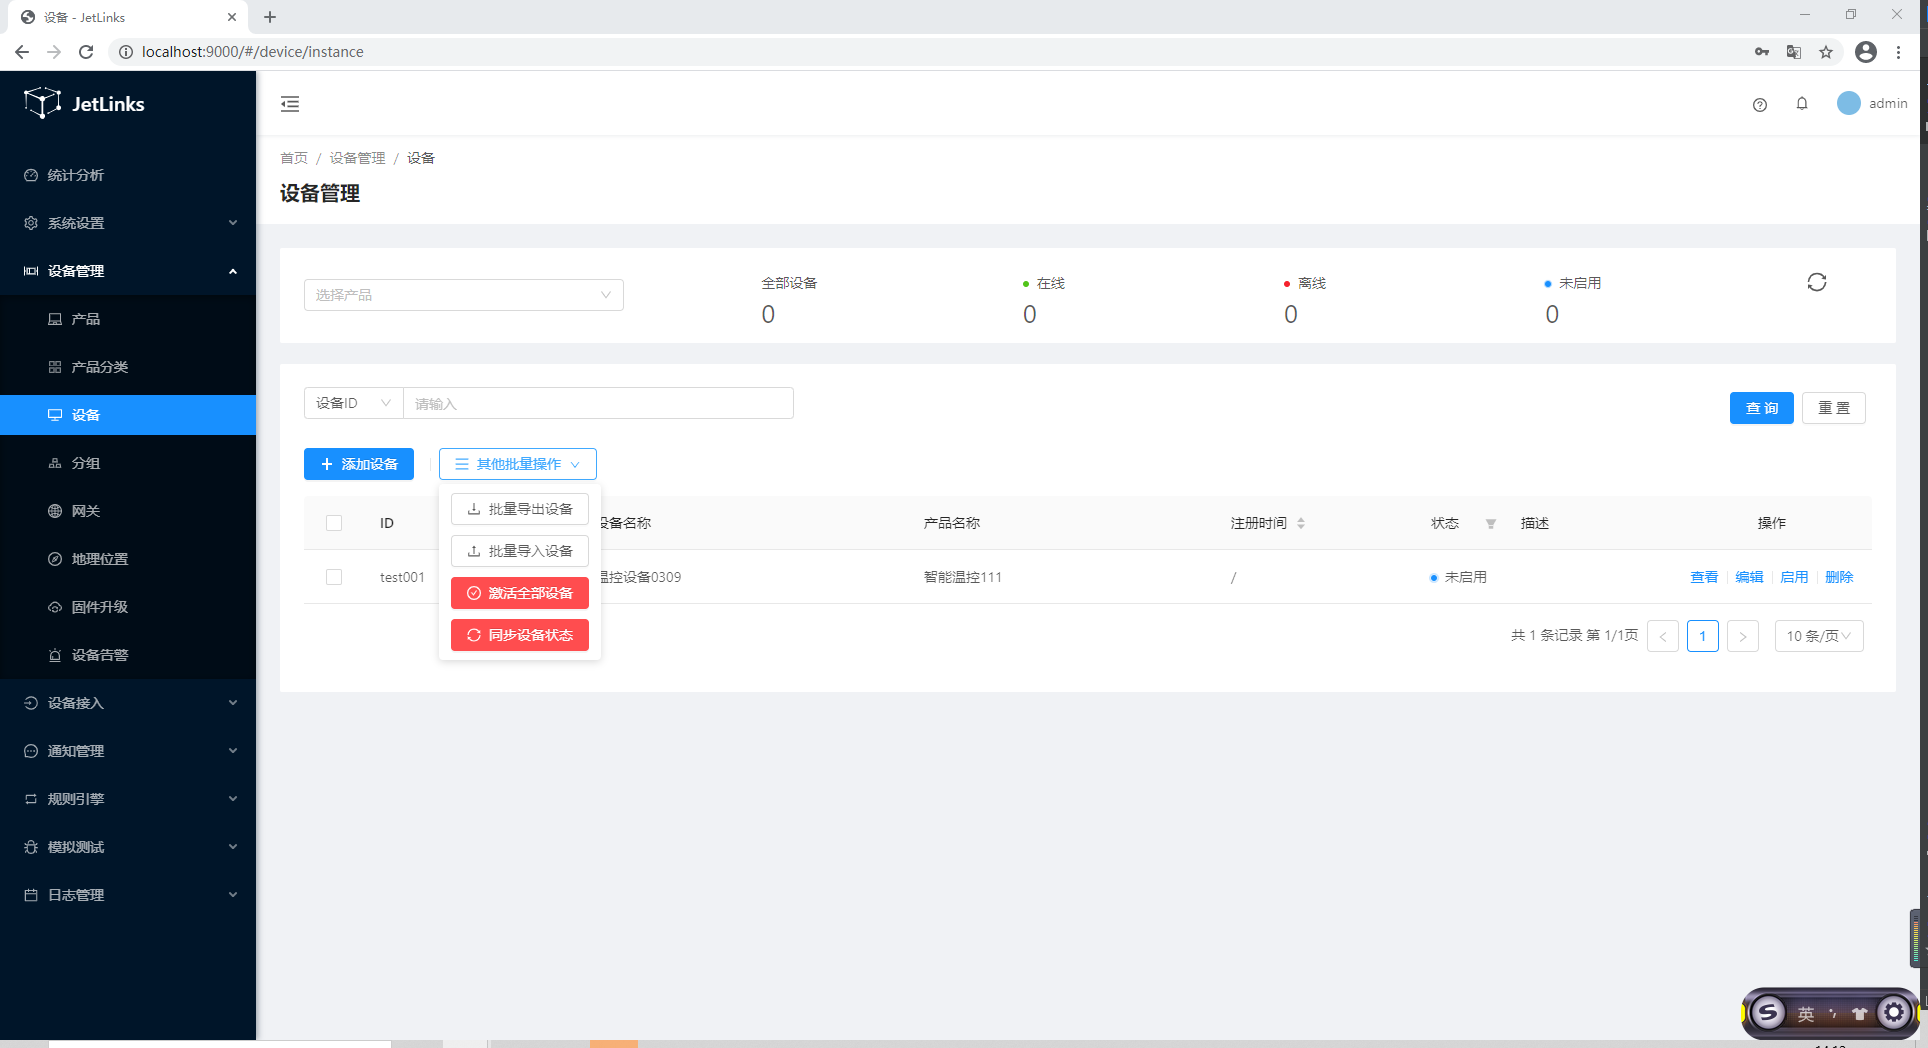 设备 - JetLinks
localhost:9000/#/device/instance
JetLinks
admin
统计分析
系统设置
设备管理
产品
产品分类
设备
分组
网关
地理位置
固件升级
设备告警
设备接入
通知管理
规则引擎
模拟测试
日志管理
首页 / 设备管理 / 设备
设备管理
选择产品
全部设备
0
在线
0
离线
0
未启用
0
设备ID
请输入
查 询
重 置
添加设备
其他批量操作
批量导出设备
批量导入设备
激活全部设备
同步设备状态
ID 设备名称 产品名称 注册时间 状态 描述 操作
test001 温控设备0309 智能温控111 / 未启用 查看 编辑 启用 删除
共 1 条记录 第 1/1页 < 1 > 10 条/页
英